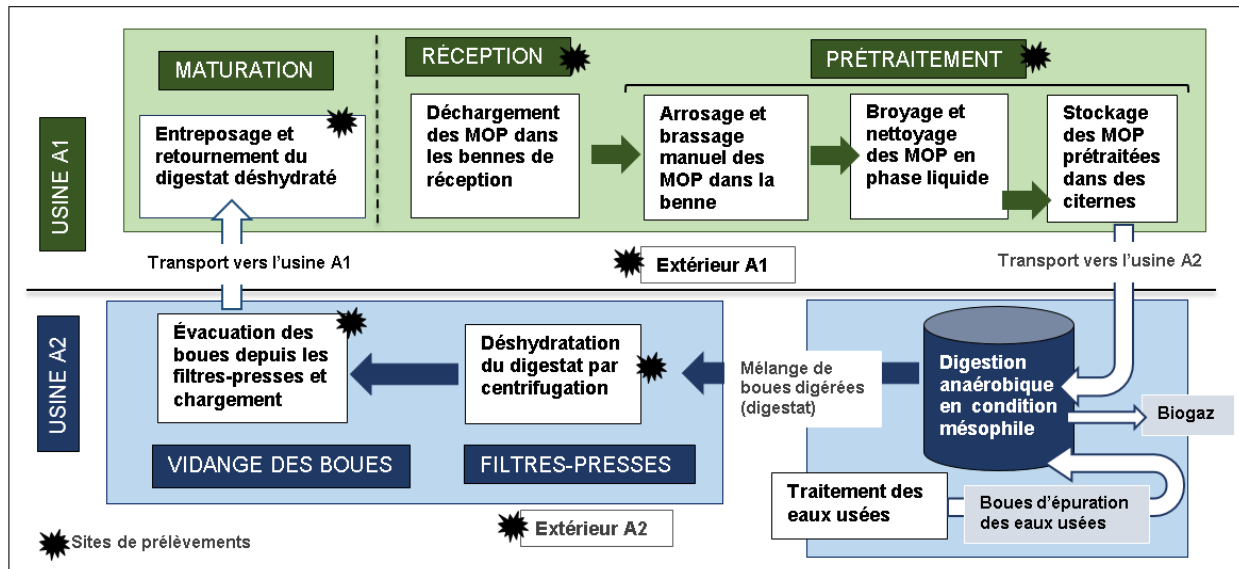 USINE A1
MATURATION
Entreposage et
retournement du
digestat déshydraté
RÉCEPTION
Déchargement
des MOP dans
les bennes de
réception
PRÉTRAITEMENT
Arrosage et
brassage
manuel des
MOP dans la
benne
Broyage et
nettoyage
des MOP en
phase liquide
Stockage
des MOP
prétraitées
dans des
citernes
Transport vers l'usine A1
Extérieur A1
Transport vers l'usine A2
USINE A2
Évacuation des
boues depuis les
filtres-presses et
chargement
VIDANGE DES BOUES
Déshydratation
du digestat par
centrifugation
FILTRES-PRESSES
Mélange de
boues digérées
(digestat)
Digestion
anaérobique
en condition
mésophile
Biogaz
Traitement des
eaux usées
Boues d'épuration
des eaux usées
Extérieur A2
Sites de prélèvements